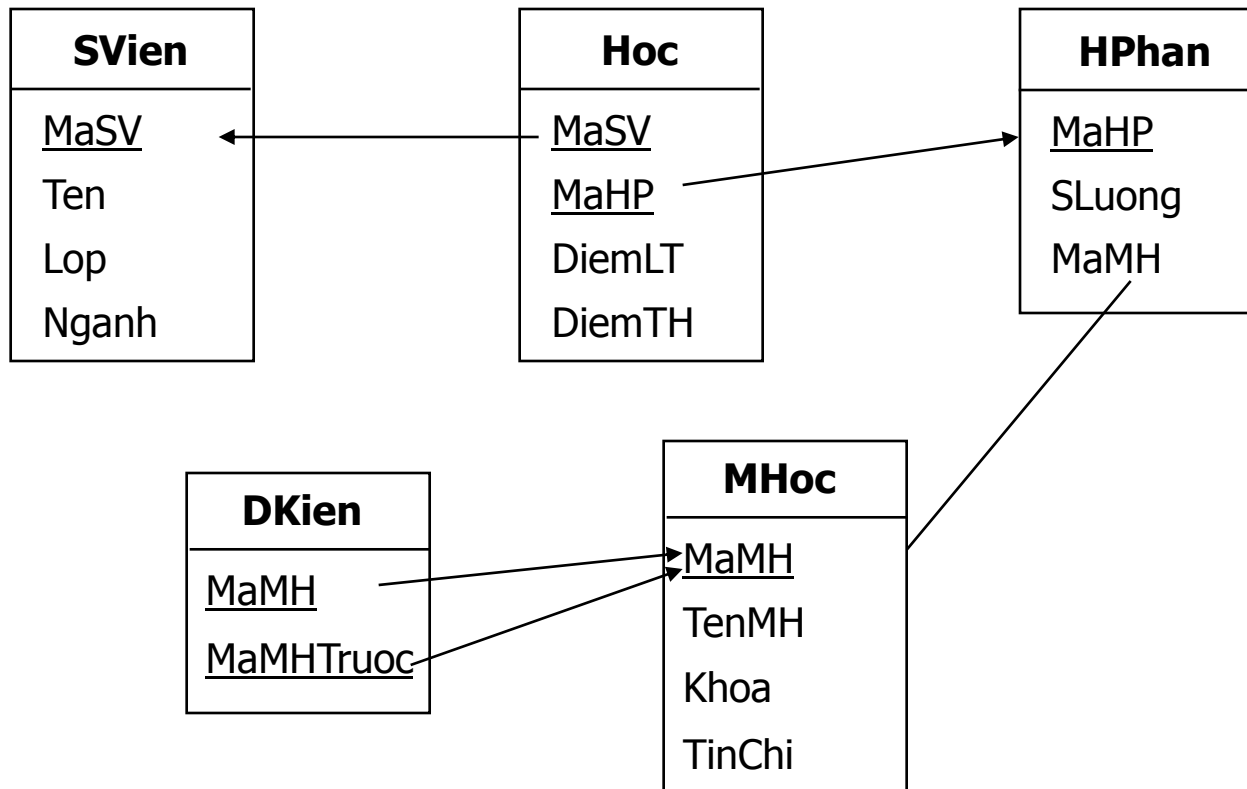 SVien
MaSV
Ten
Lop
Nganh
Hoc
MaSV
MaHP
DiemLT
DiemTH
HPhan
MaHP
SLuong
MaMH
DKien
MaMH
MaMHTruoc
MHoc
MaMH
TenMH
Khoa
TinChi